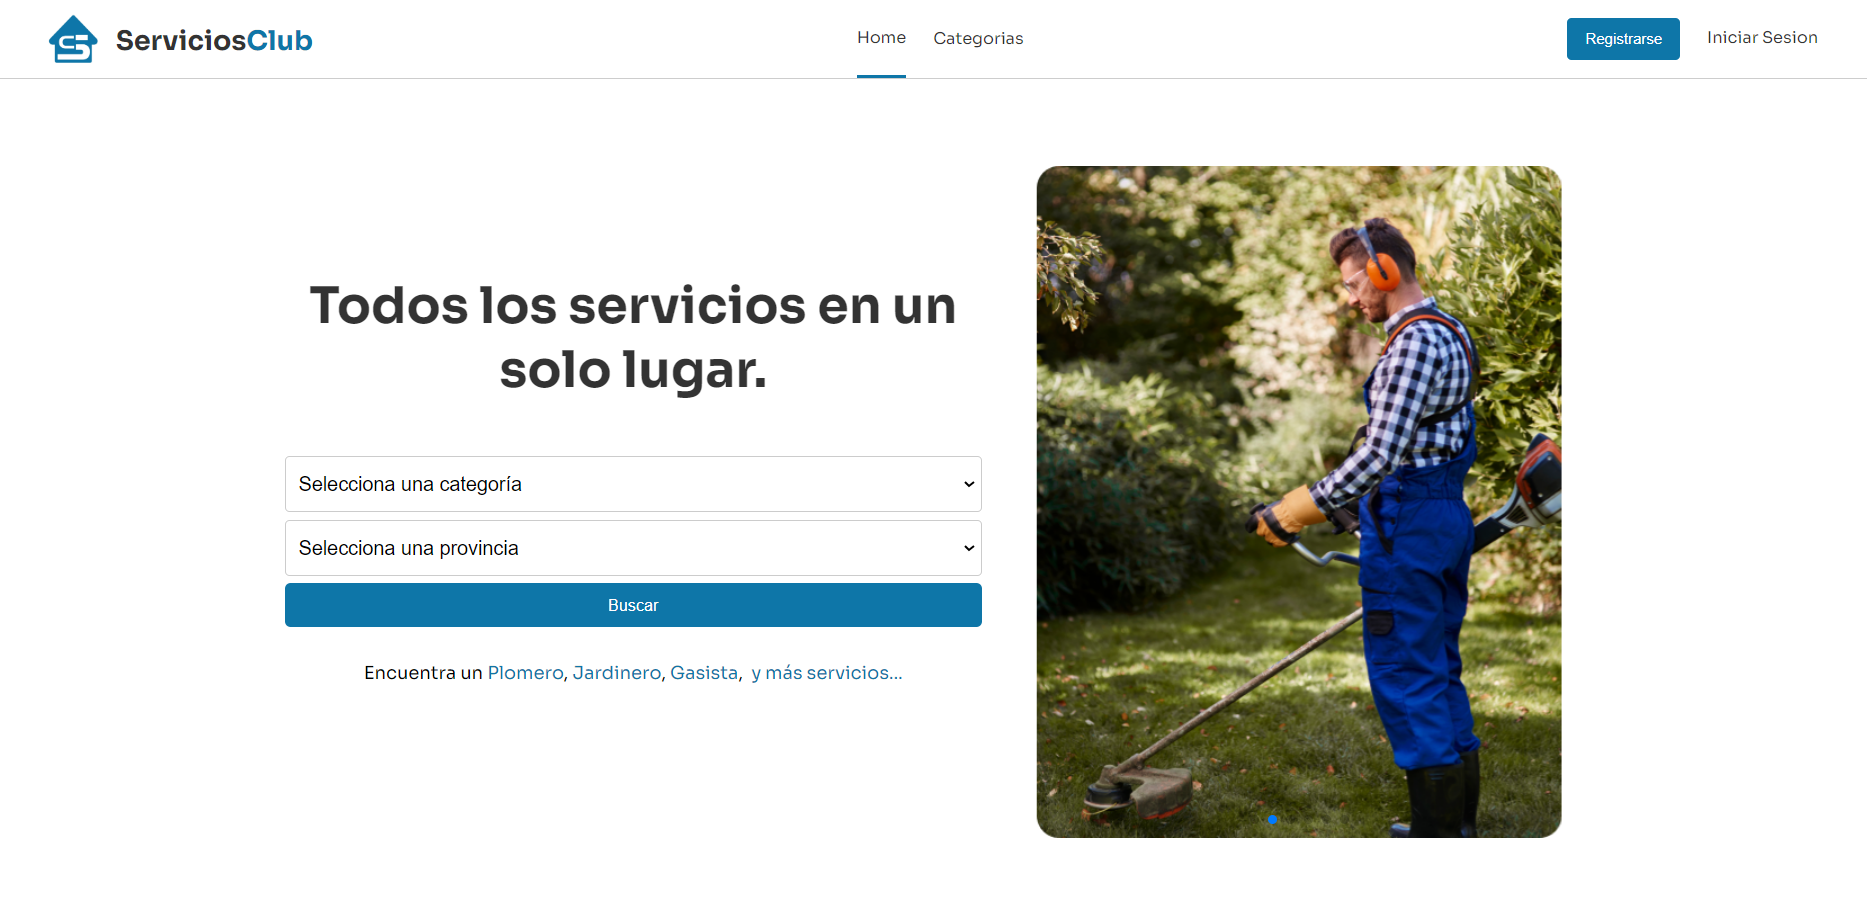 ServiciosClub
Home
Categorias
Registrarse
Iniciar Sesion
Todos los servicios en un
solo lugar.
Selecciona una categoría
Selecciona una provincia
Buscar
Encuentra un Plomero, Jardinero, Gasista, y más servicios...